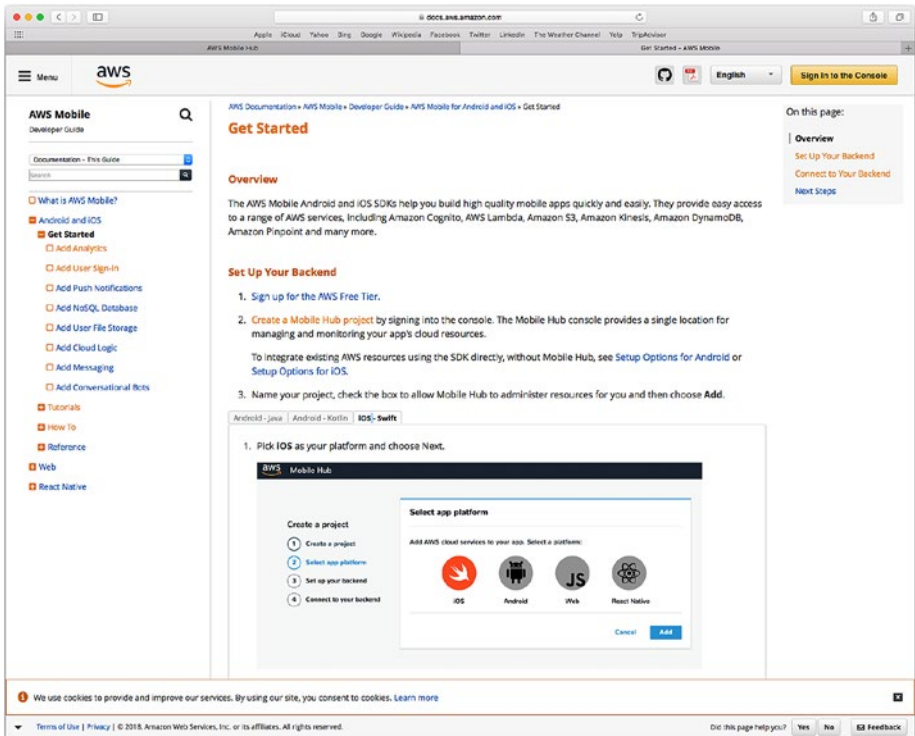 docs.aws.amazon.com
Apple iCloud Yahoo Bing Google Wikipedia Facebook Twitter LinkedIn The Weather Channel Yelp TripAdvisor
AWS Mobile Hub Get Started - AWS Mobile
Menu aws English Sign In to the Console
AWS Mobile
Developer Guide
Documentation - This Guide
Search
What is AWS Mobile?
Android and iOS
Get Started
Add Analytics
Add User Sign-in
Add Push Notifications
Add NoSQL Database
Add User File Storage
Add Cloud Logic
Add Messaging
Add Conversational Bots
Tutorials
How To
Reference
Web
React Native
AWS Documentation » AWS Mobile » Developer Guide » AWS Mobile for Android and iOS » Get Started
Get Started
Overview
The AWS Mobile Android and iOS SDKs help you build high quality mobile apps quickly and easily. They provide easy access
to a range of AWS services, including Amazon Cognito, AWS Lambda, Amazon S3, Amazon Kinesis, Amazon DynamoDB,
Amazon Pinpoint and many more.
Set Up Your Backend
1. Sign up for the AWS Free Tier.
2. Create a Mobile Hub project by signing into the console. The Mobile Hub console provides a single location for
managing and monitoring your app's cloud resources.
To integrate existing AWS resources using the SDK directly, without Mobile Hub, see Setup Options for Android or
Setup Options for iOS.
3. Name your project, check the box to allow Mobile Hub to administer resources for you and then choose Add.
Android - Java Android - Kotlin iOS - Swift
1. Pick iOS as your platform and choose Next.
aws Mobile Hub
Create a project
1 Create a project
2 Select app platform
3 Set up your backend
4 Connect to your backend
Select app platform
Add AWS cloud services to your app. Select a platform:
JS
iOS Android Web React Native
Cancel Add
On this page:
Overview
Set Up Your Backend
Connect to Your Backend
Next Steps
We use cookies to provide and improve our services. By using our site, you consent to cookies. Learn more
Terms of Use | Privacy | © 2018, Amazon Web Services, Inc. or its affiliates. All rights reserved. Did this page help you? Yes No Feedback